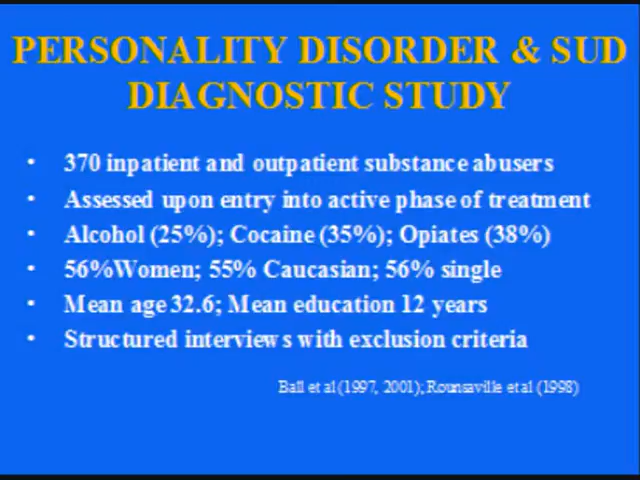 PERSONALITY DISORDER & SUD
DIAGNOSTIC STUDY
• 370 inpatient and outpatient substance abusers
• Assessed upon entry into active phase of treatment
• Alcohol (25%); Cocaine (35%); Opiates (38%)
• 56%Women; 55% Caucasian; 56% single
• Mean age 32.6; Mean education 12 years
• Structured interviews with exclusion criteria
Ball et al (1997, 2001); Rounsaville et al (1998)